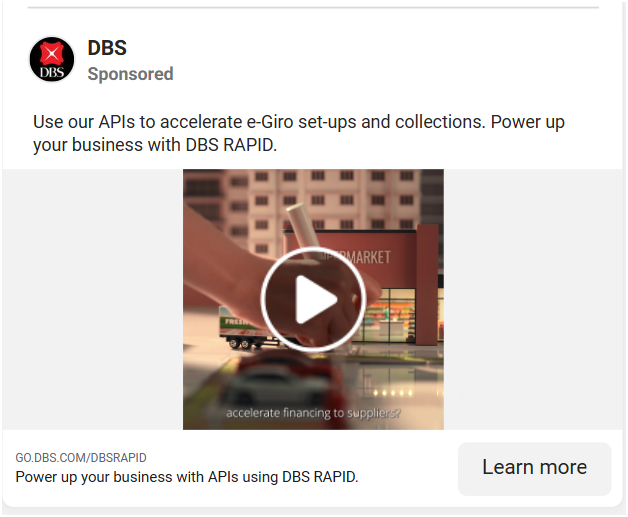 DBS
DBS
Sponsored
Use our APIs to accelerate e-Giro set-ups and collections. Power up
your business with DBS RAPID.
FRESH
accelerate financing to suppliers?
GO.DBS.COM/DBSRAPID
Power up your business with APIs using DBS RAPID.
Learn more